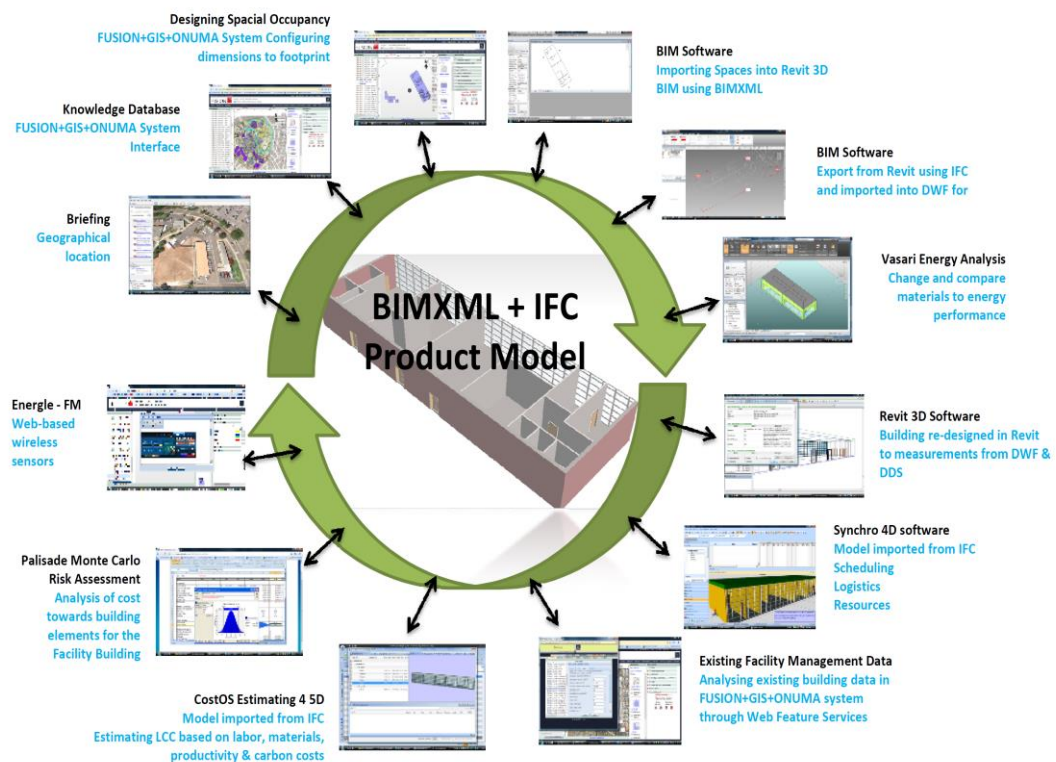 Designing Spacial Occupancy
FUSION+GIS+ONUMA System Configuring
dimensions to footprint
BIM Software
Importing Spaces into Revit 3D
BIM using BIMXML
Knowledge Database
FUSION+GIS+ONUMA System
Interface
BIM Software
Export from Revit using IFC
and imported into DWF for
Briefing
Geographical
location
Vasari Energy Analysis
Change and compare
materials to energy
performance
BIMXML + IFC
Product Model
Energle - FM
Web-based
wireless
sensors
Revit 3D Software
Building re-designed in Revit
to measurements from DWF &
DDS
Synchro 4D software
Model imported from IFC
Scheduling
Logistics
Resources
Palisade Monte Carlo
Risk Assessment
Analysis of cost
towards building
elements for the
Facility Building
Existing Facility Management Data
Analysing existing building data in
FUSION+GIS+ONUMA system
through Web Feature Services
CostOS Estimating 4 5D
Model imported from IFC
Estimating LCC based on labor, materials,
productivity & carbon costs